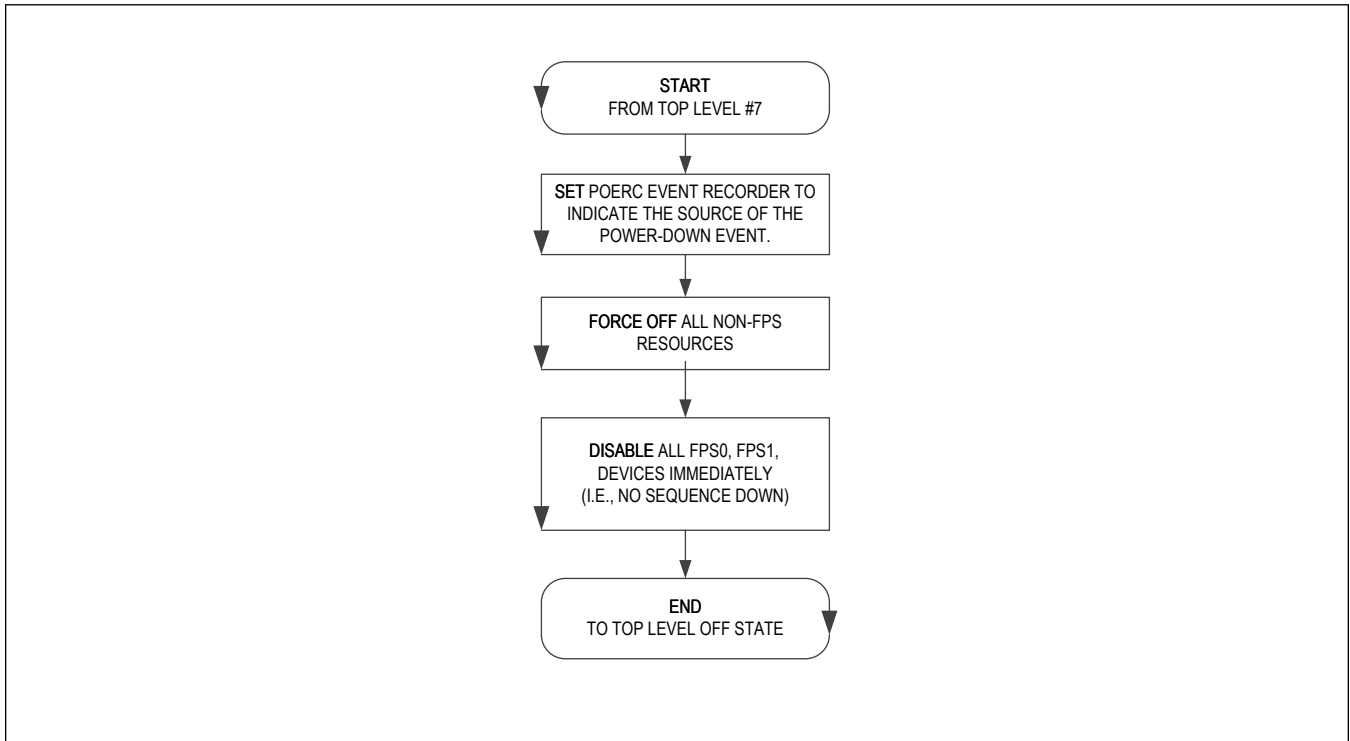 START
FROM TOP LEVEL #7
SET POERC EVENT RECORDER TO
INDICATE THE SOURCE OF THE
POWER-DOWN EVENT.
FORCE OFF ALL NON-FPS
RESOURCES
DISABLE ALL FPS0, FPS1,
DEVICES IMMEDIATELY
(I.E., NO SEQUENCE DOWN)
END
TO TOP LEVEL OFF STATE